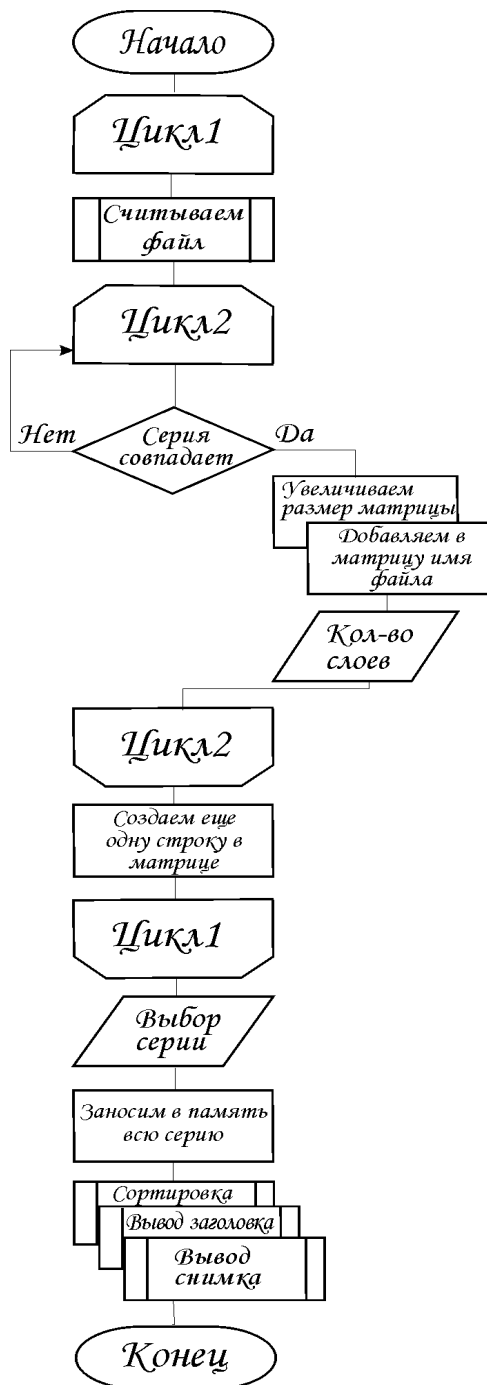 Начало
Цикл1
Считываем
файл
Цикл2
Нет
Серия
совпадает
Да
Увеличиваем
размер матрицы
Добавляем в
матрицу имя
файла
Кол-во
слоев
Цикл2
Создаем еще
одну строку в
матрице
Цикл1
Выбор
серии
Заносим в память
всю серию
Сортировка
Вывод заголовка
Вывод
снимка
Конец